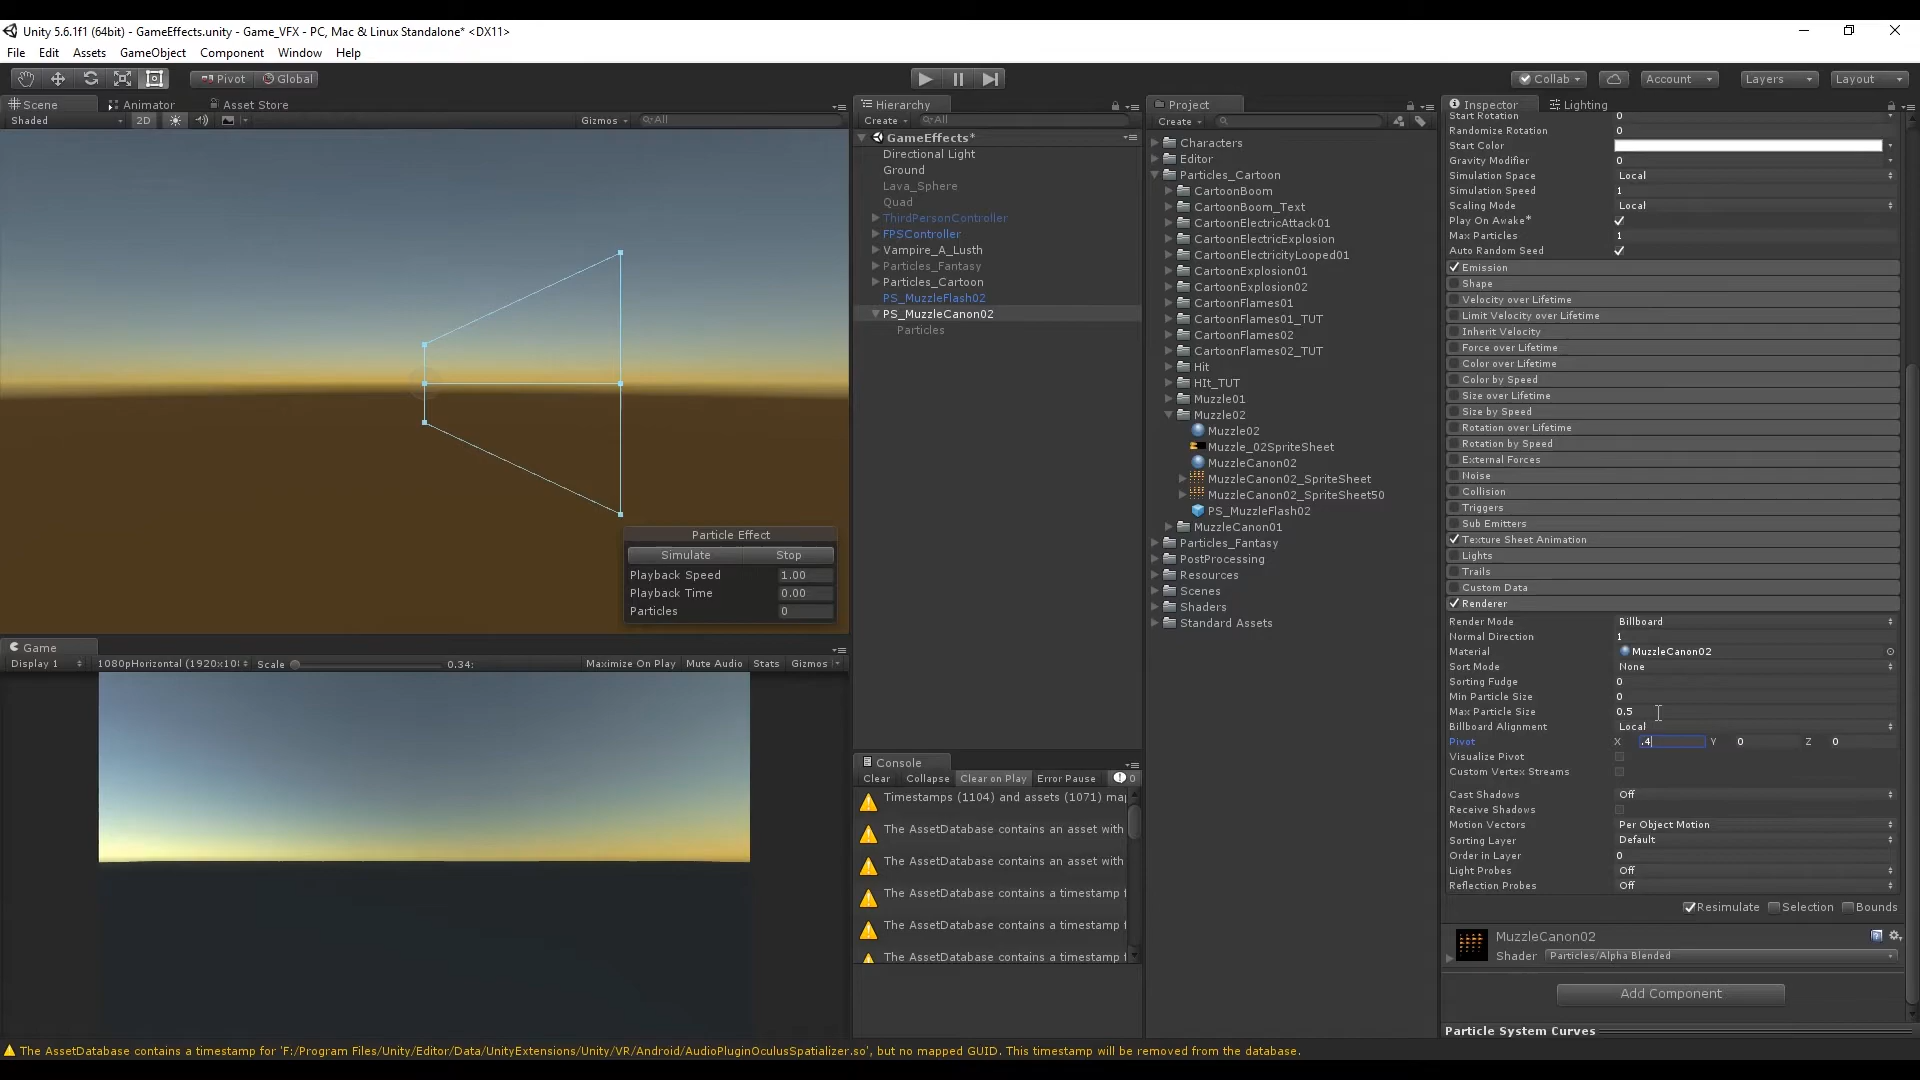 Unity 5.6.1f1 (64bit) - GameEffects.unity - Game_VFX - PC, Mac & Linux Standalone* <DX11>
File Edit Assets GameObject Component Window Help
Pivot Global Collab Account Layers Layout
Scene Animator Asset Store
Shaded 2D Gizmos All
Particle Effect
Simulate Stop
Playback Speed 1.00
Playback Time 0.00
Particles 0
Game
Display 1 Scale 0.34: Maximize On Play Mute Audio Stats Gizmos
Hierarchy
Create All
GameEffects*
Directional Light
Ground
Lava_Sphere
Quad
ThirdPersonController
FPSController
Vampire_A_Lusth
Particles_Fantasy
Particles_Cartoon
PS_MuzzleFlash02
PS_MuzzleCanon02
Particles
Console
Clear Collapse Clear on Play Error Pause 0
Timestamps (1104) and assets (1071) ma
The AssetDatabase contains an asset with
The AssetDatabase contains an asset with
The AssetDatabase contains a timestamp f
The AssetDatabase contains a timestamp f
The AssetDatabase contains a timestamp f
Project
Create
Characters
Editor
Particles_Cartoon
CartoonBoom
CartoonBoom_Text
CartoonElectricAttack01
CartoonElectricExplosion
CartoonElectricityLooped01
CartoonExplosion01
CartoonExplosion02
CartoonFlames01
CartoonFlames01_TUT
CartoonFlames02
CartoonFlames02_TUT
Hit
HIt_TUT
Muzzle01
Muzzle02
Muzzle02
Muzzle_02SpriteSheet
MuzzleCanon02
MuzzleCanon02_SpriteSheet
MuzzleCanon02_SpriteSheet50
PS_MuzzleFlash02
MuzzleCanon01
Particles_Fantasy
PostProcessing
Resources
Scenes
Shaders
Standard Assets
Inspector Lighting
Start Rotation 0
Randomize Rotation 0
Start Color
Gravity Modifier 0
Simulation Space Local
Simulation Speed 1
Scaling Mode Local
Play On Awake*
Max Particles 1
Auto Random Seed
Emission
Shape
Velocity over Lifetime
Limit Velocity over Lifetime
Inherit Velocity
Force over Lifetime
Color over Lifetime
Color by Speed
Size over Lifetime
Size by Speed
Rotation over Lifetime
Rotation by Speed
External Forces
Noise
Collision
Triggers
Sub Emitters
Texture Sheet Animation
Lights
Trails
Custom Data
Renderer
Render Mode Billboard
Normal Direction 1
Material MuzzleCanon02
Sort Mode None
Sorting Fudge 0
Min Particle Size 0
Max Particle Size 0.5
Billboard Alignment Local
Pivot X .4 Y 0 Z 0
Visualize Pivot
Custom Vertex Streams
Cast Shadows Off
Receive Shadows
Motion Vectors Per Object Motion
Sorting Layer Default
Order in Layer 0
Light Probes Off
Reflection Probes Off
Resimulate Selection Bounds
MuzzleCanon02
Shader Particles/Alpha Blended
Add Component
Particle System Curves
The AssetDatabase contains a timestamp for 'F:/Program Files/Unity/Editor/Data/UnityExtensions/Unity/VR/Android/AudioPluginOculusSpatializer.so', but no mapped GUID. This timestamp will be removed from the database.